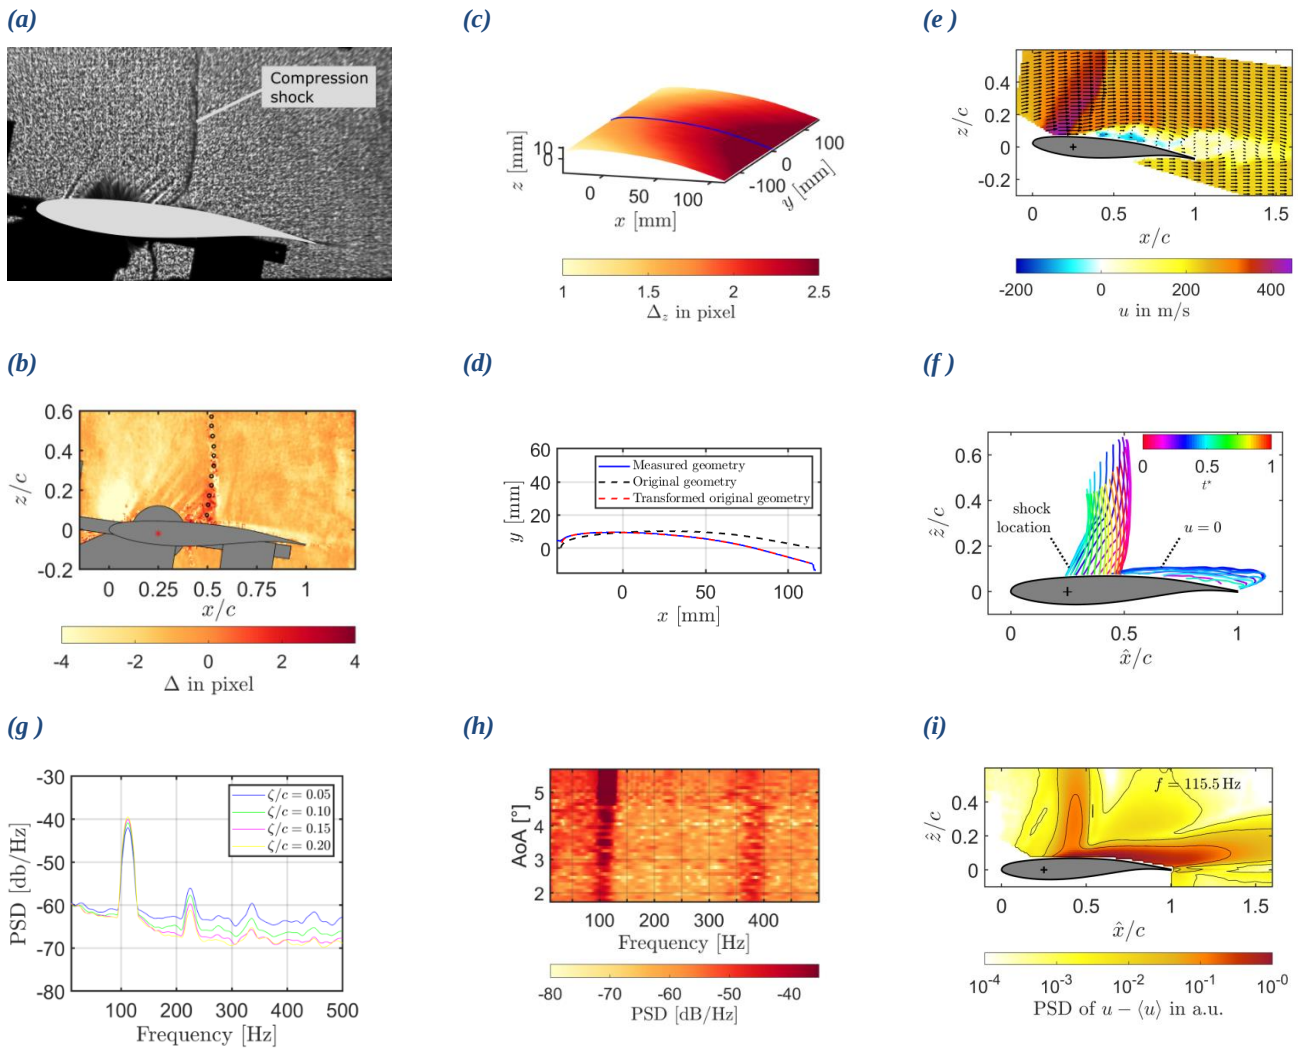 (a)
Compression
shock
(c)
z [mm]
10
0 50 100
x [mm]
-100 0 100
y [mm]
1 1.5 2 2.5
Δz in pixel
(e)
z/c
0.4
0.2
0
-0.2
0 0.5 1 1.5
x/c
-200 0 200 400
u in m/s
(b)
z/c
0.6
0.4
0.2
0
-0.2
0 0.25 0.5 0.75 1
x/c
-4 -2 0 2 4
Δ in pixel
(d)
y [mm]
60
40
20
0
Measured geometry
Original geometry
Transformed original geometry
0 50 100
x [mm]
(f)
ẑ/c
0.6
0.4
0.2
0
0 0.5 1
t*
shock
location
u = 0
0 0.5 1
x̂/c
(g)
PSD [db/Hz]
-30
-40
-50
-60
-70
-80
ζ/c = 0.05
ζ/c = 0.10
ζ/c = 0.15
ζ/c = 0.20
100 200 300 400 500
Frequency [Hz]
(h)
AoA [°]
5
4
3
2
100 200 300 400
Frequency [Hz]
-80 -70 -60 -50 -40
PSD [dB/Hz]
(i)
ẑ/c
0.4
0.2
0
f = 115.5 Hz
0 0.5 1 1.5
x̂/c
10⁻⁴ 10⁻³ 10⁻² 10⁻¹ 10⁻⁰
PSD of u − ⟨u⟩ in a.u.